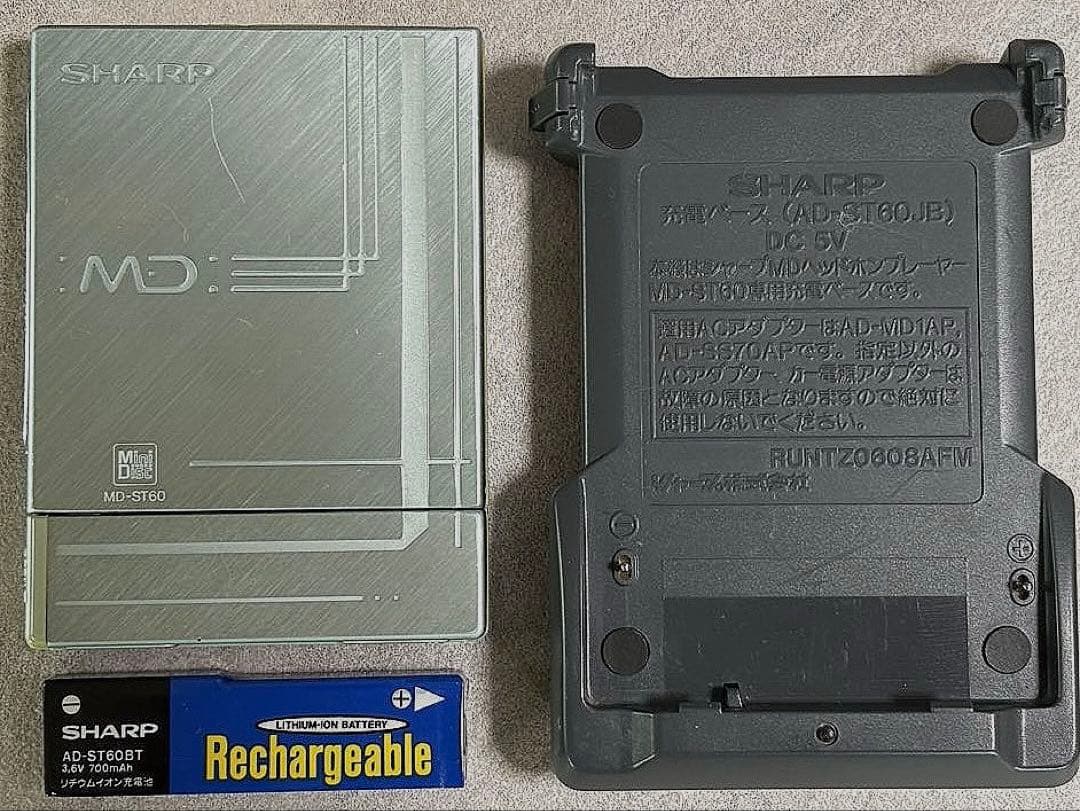 SHARP
MD
Mini
Disc
MD-ST60
⊖
⊕
SHARP
AD-ST60BT
3.6V 700mAh
リチウムイオン充電池
LITHIUM-ION BATTERY
Rechargeable
SHARP
充電ベース (AD-ST60JB)
DC 5V
本機はシャープMDヘッドホンプレーヤー
MD-ST60専用充電ベースです。
適用ACアダプターはAD-MD1AP,
AD-SS70APです。指定以外の
ACアダプター、カー電源アダプターは
故障の原因となりますので絶対に
使用しないでください。
RUNTZ0608AFM
シャープ株式会社
⊖
⊕